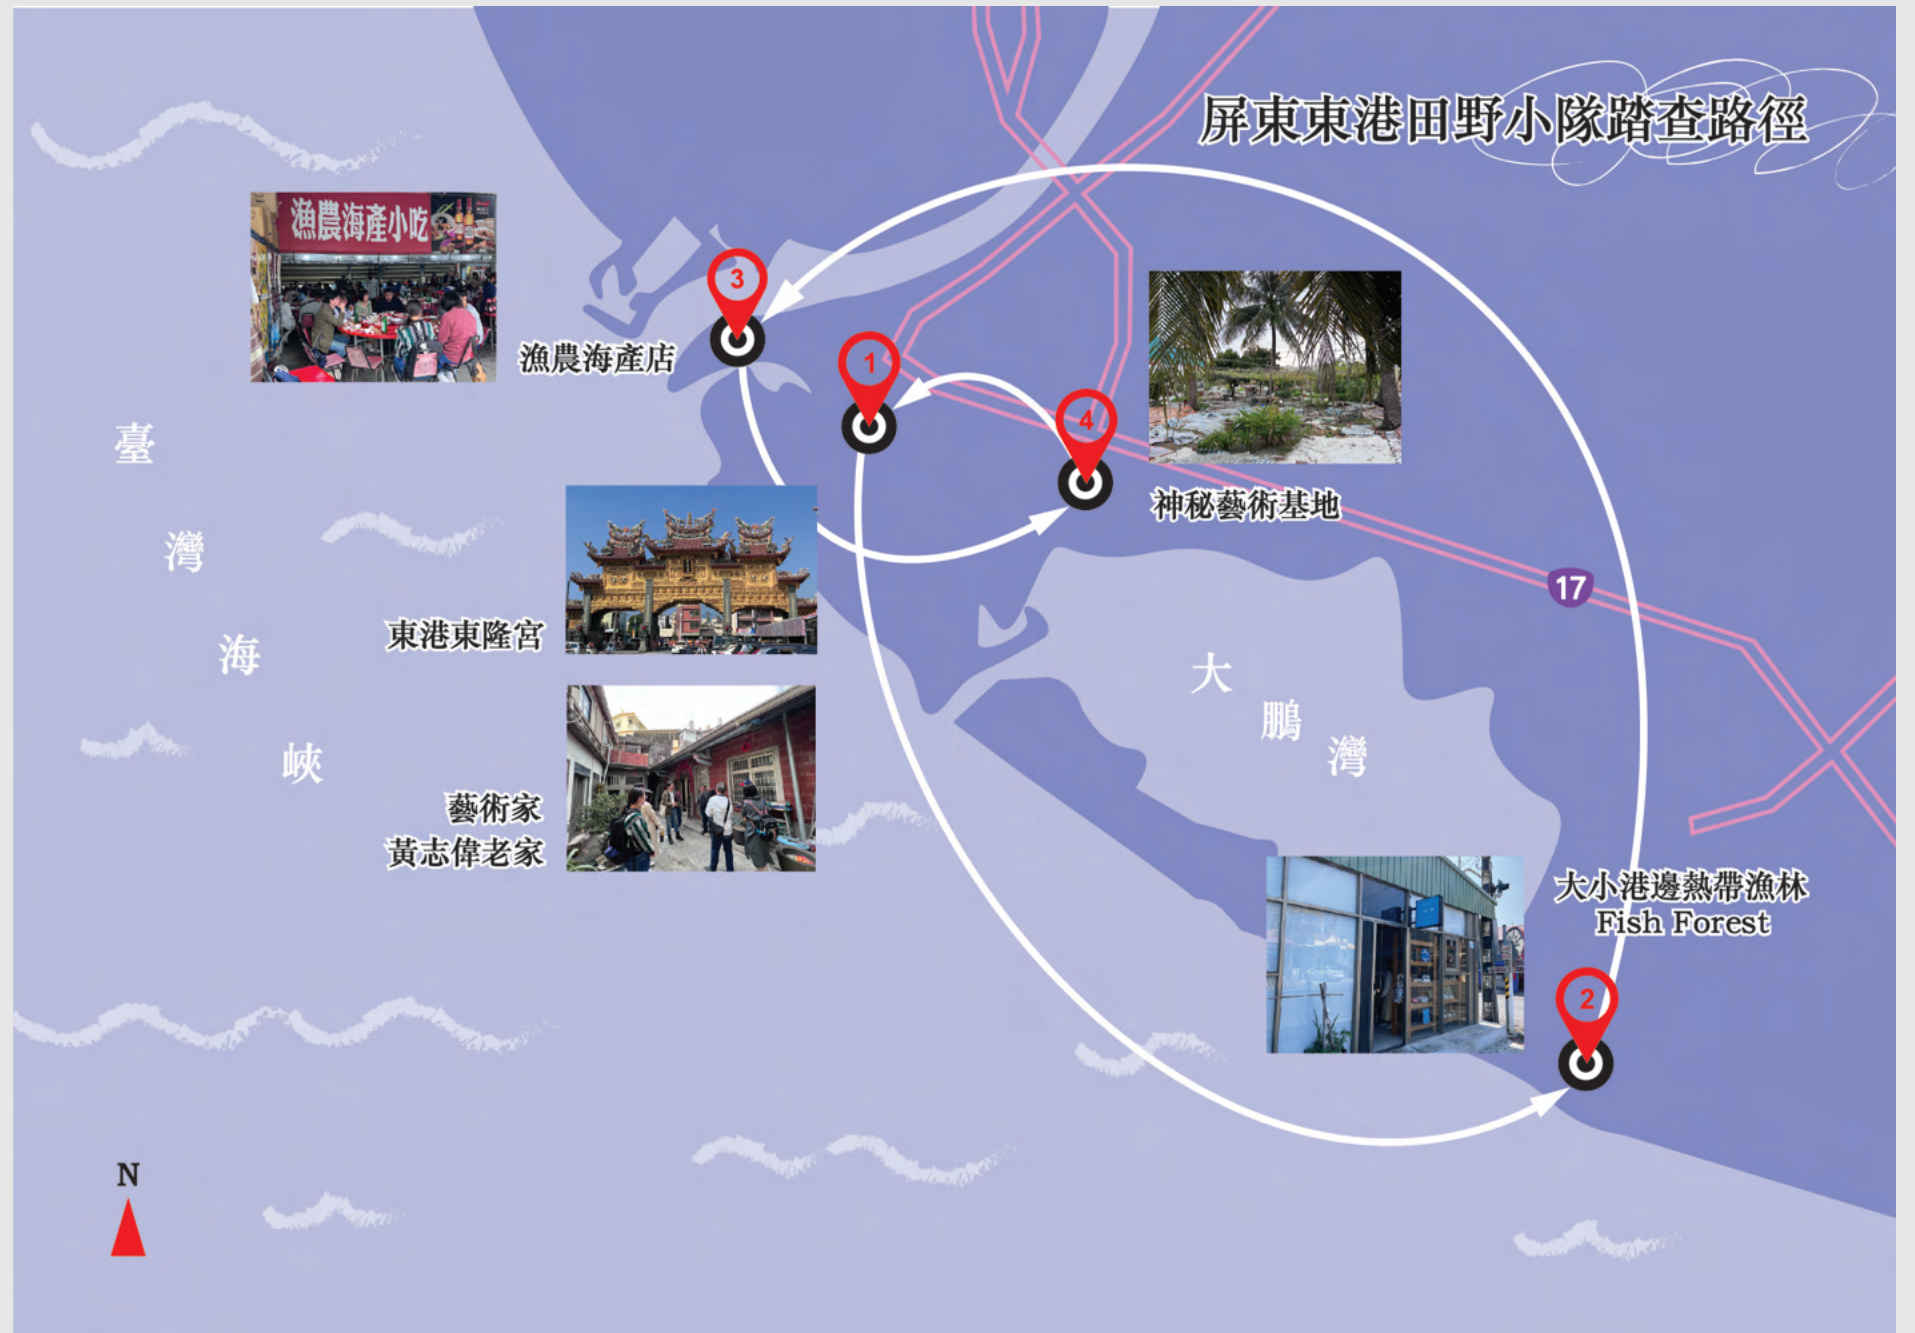 屏東東港田野小隊踏查路徑
漁農海產小吃
3
漁農海產店
1
4
神秘藝術基地
臺灣海峽
17
東港東隆宮
大鵬灣
藝術家
黃志偉老家
大小港邊熱帶漁林
Fish Forest
2
N